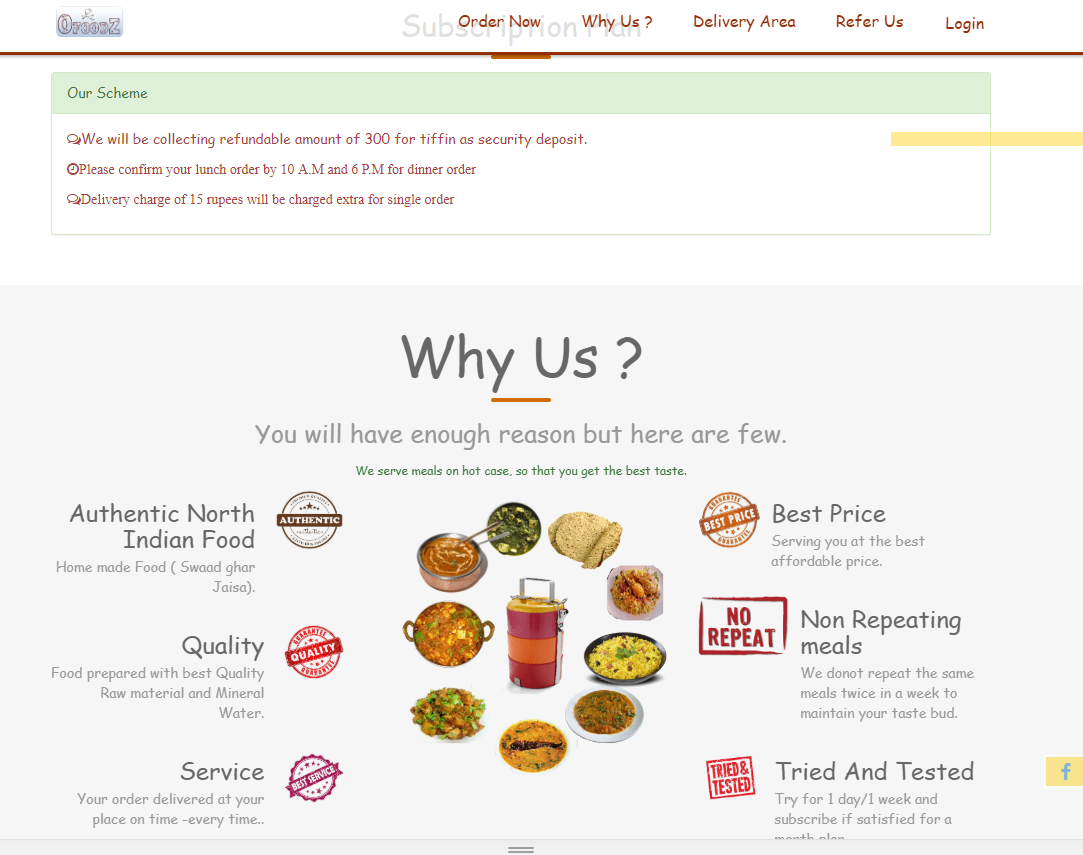 OFOODZ
Order Now Why Us ? Delivery Area Refer Us Login
Subscription Plan
Our Scheme
We will be collecting refundable amount of 300 for tiffin as security deposit.
Please confirm your lunch order by 10 A.M and 6 P.M for dinner order
Delivery charge of 15 rupees will be charged extra for single order
Why Us ?
You will have enough reason but here are few.
We serve meals on hot case, so that you get the best taste.
Authentic North
Indian Food
Home made Food ( Swaad ghar
Jaisa).
AUTHENTIC
Quality
Food prepared with best Quality
Raw material and Mineral
Water.
GUARANTEE
QUALITY
GUARANTEE
Service
Your order delivered at your
place on time -every time..
BEST SERVICE
GUARANTEE
BEST PRICE
GUARANTEE
Best Price
Serving you at the best
affordable price.
NO
REPEAT
Non Repeating
meals
We donot repeat the same
meals twice in a week to
maintain your taste bud.
TRIED&
TESTED
Tried And Tested
Try for 1 day/1 week and
subscribe if satisfied for a
month plan